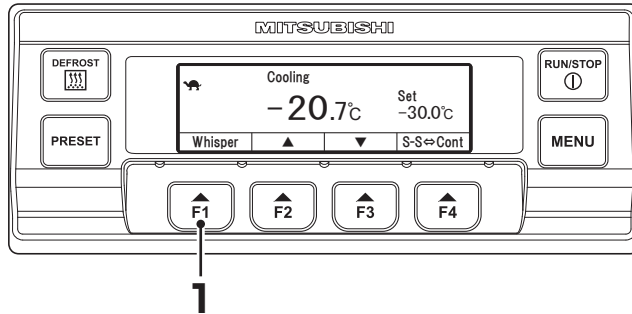 MITSUBISHI
DEFROST
PRESET
Cooling
-20.7℃
Set
-30.0℃
Whisper ▲ ▼ S-S⇔Cont
RUN/STOP
MENU
F1 F2 F3 F4
1